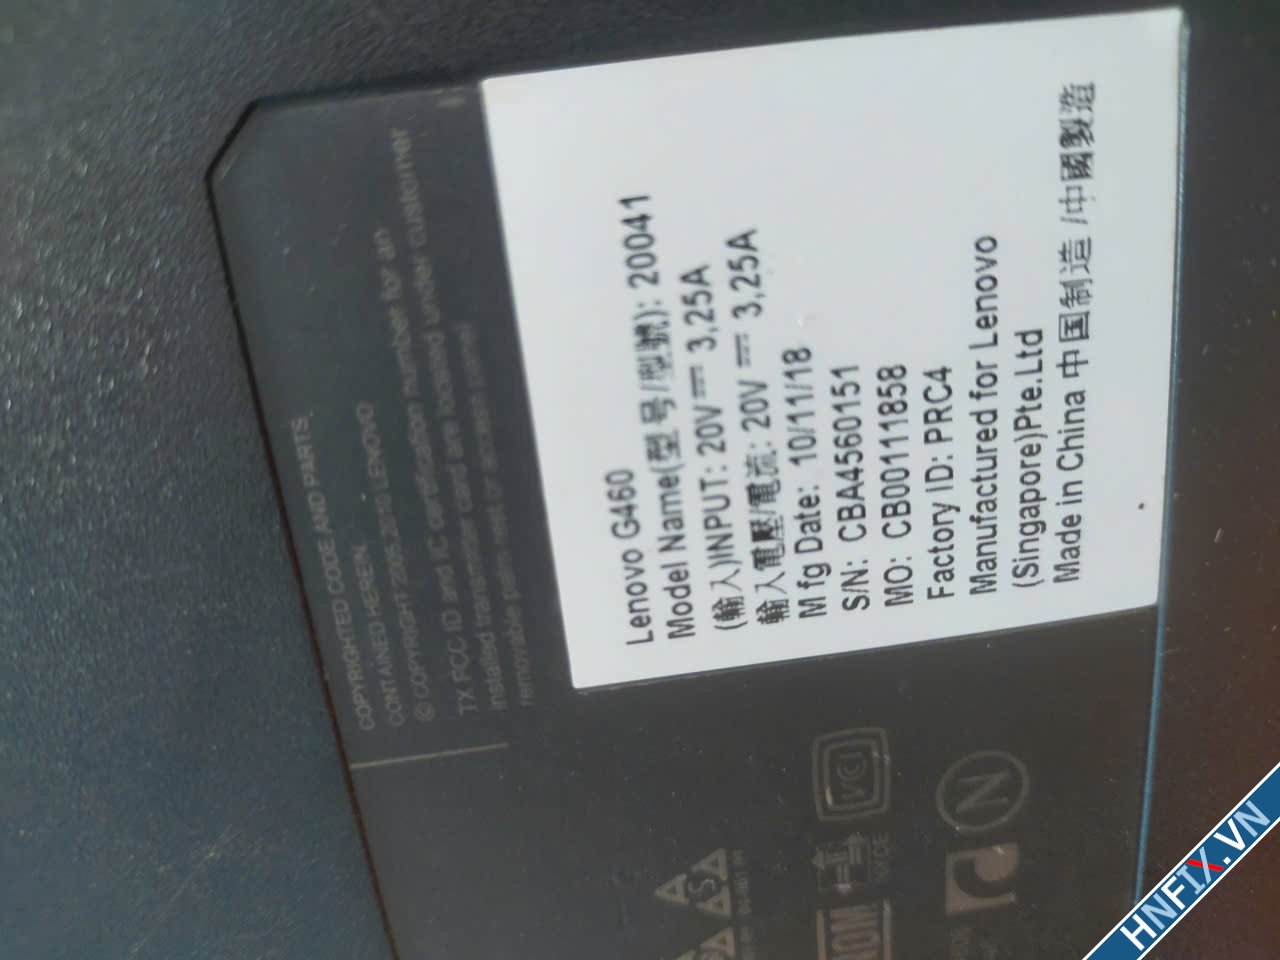 Lenovo G460
Model Name(型号/型號): 20041
(輸入)INPUT: 20V⎓ 3,25A
輸入電壓/電流: 20V ⎓ 3,25A
M fg Date: 10/11/18
S/N: CBA4560151
MO: CB00111858
Factory ID: PRC4
Manufactured for Lenovo
(Singapore)Pte.Ltd
Made in China 中国制造 /中國製造
COPYRIGHTED CODE AND PARTS
CONTAINED HEREIN.
© COPYRIGHT 2005,2010 LENOVO
TX FCC ID and IC certification number for an
installed transmitter card are located under customer
removable palm rest or access panel
VCI
NOM
NYCE
N
HNFIX.VN